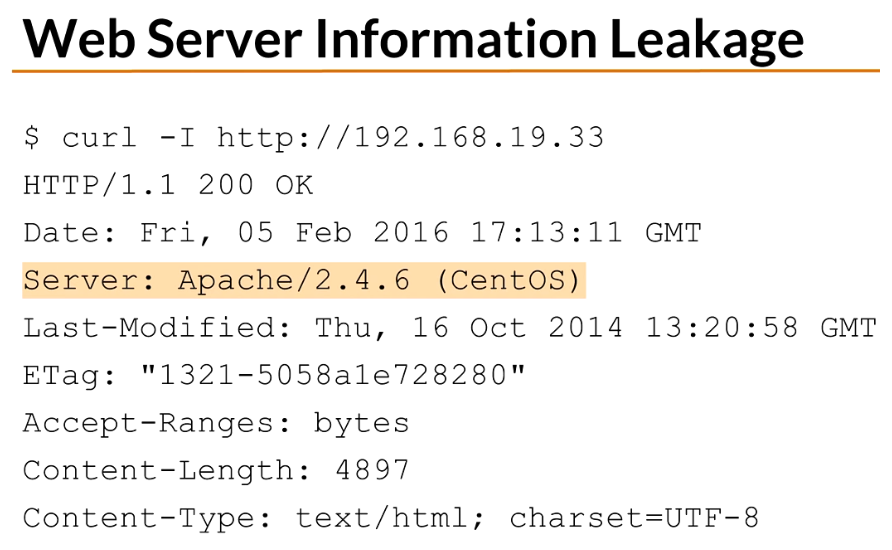 Web Server Information Leakage
$ curl -I http://192.168.19.33
HTTP/1.1 200 OK
Date: Fri, 05 Feb 2016 17:13:11 GMT
Server: Apache/2.4.6 (CentOS)
Last-Modified: Thu, 16 Oct 2014 13:20:58 GMT
ETag: "1321-5058a1e728280"
Accept-Ranges: bytes
Content-Length: 4897
Content-Type: text/html; charset=UTF-8